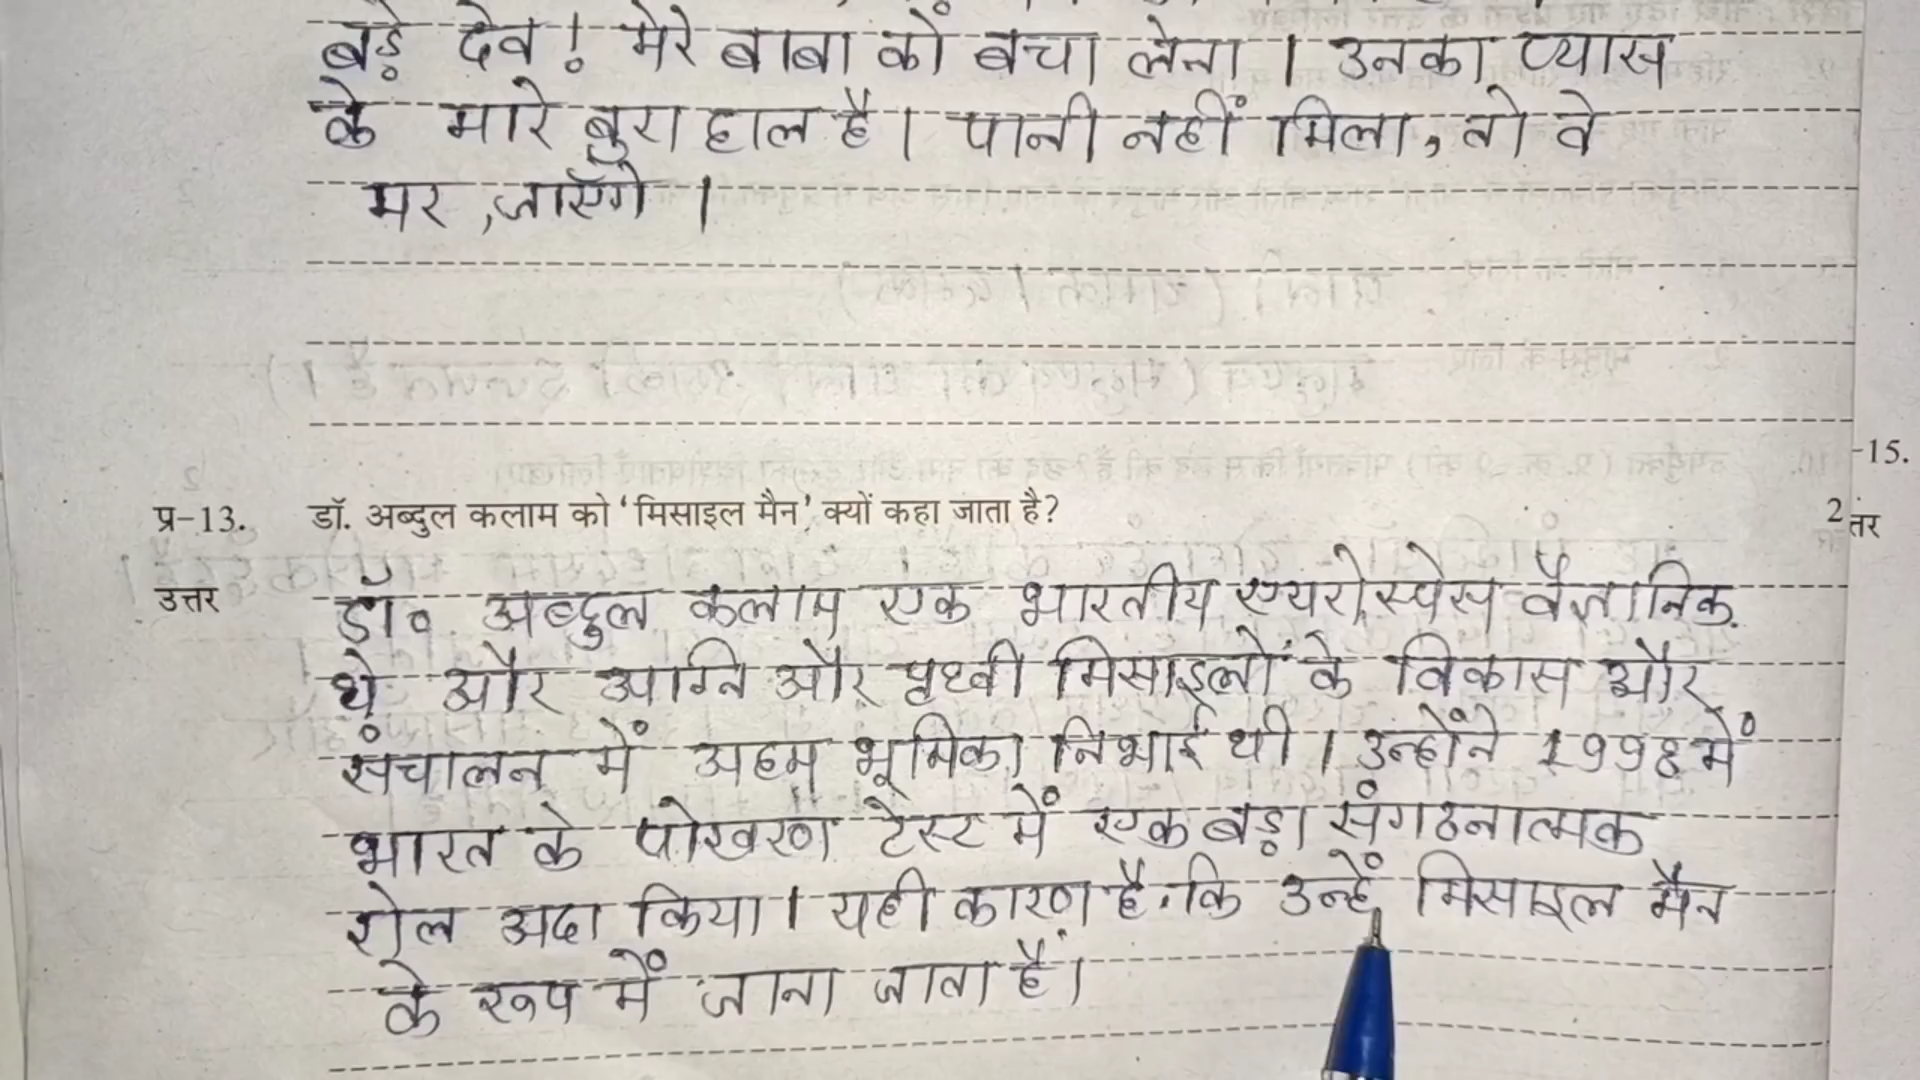 बड़े देव! मेरे बाबा को बचा लेना। उनका प्यास
के मारे बुरा हाल है। पानी नहीं मिला, तो वे
मर जाएँगे।
-15.
प्र-13. डॉ. अब्दुल कलाम को 'मिसाइल मैन' क्यों कहा जाता है? 2
तर
उत्तर
डॉ॰ अब्दुल कलाम एक भारतीय एयरोस्पेस वैज्ञानिक
थे और अग्नि और पृथ्वी मिसाइलों के विकास और
संचालन में अहम भूमिका निभाई थी। उन्होंने 1998 में
भारत के पोखरण टेस्ट में एक बड़ा संगठनात्मक
रोल अदा किया। यही कारण है कि उन्हें मिसाइल मैन
के रूप में जाना जाता है।